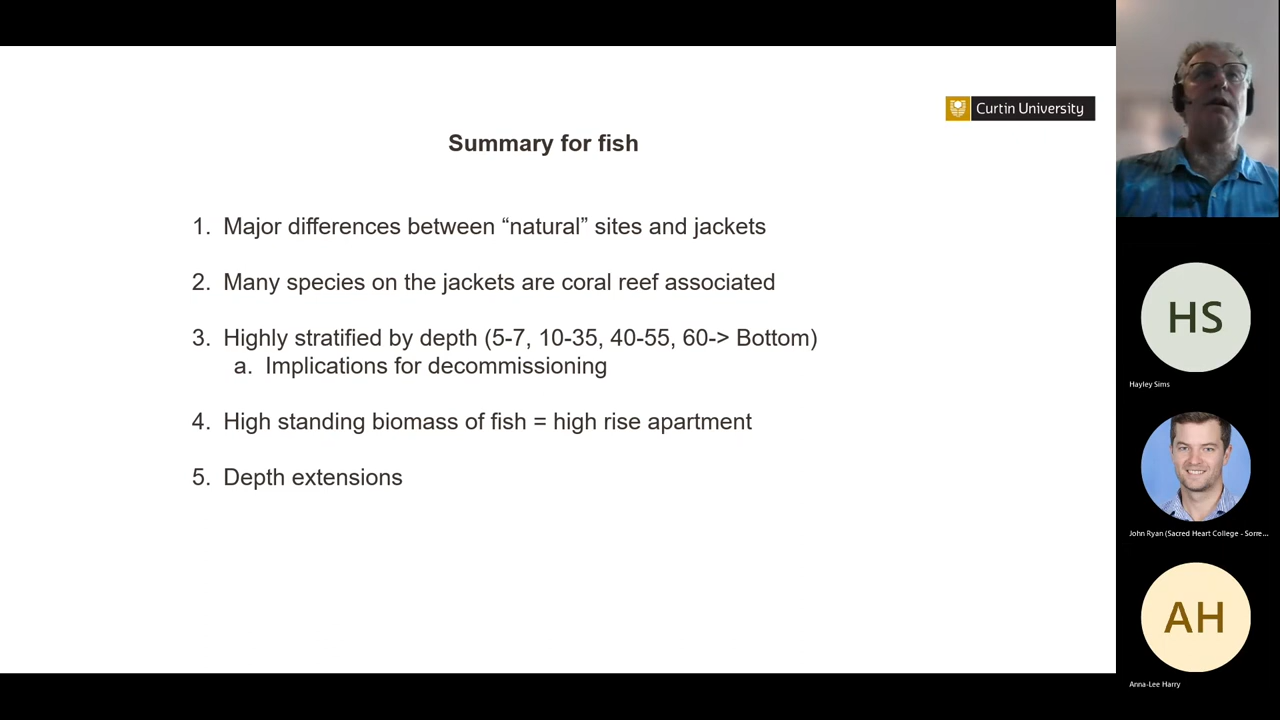 Curtin University
Summary for fish
1. Major differences between “natural” sites and jackets
2. Many species on the jackets are coral reef associated
3. Highly stratified by depth (5-7, 10-35, 40-55, 60-> Bottom)
a. Implications for decommissioning
4. High standing biomass of fish = high rise apartment
5. Depth extensions
HS
Hayley Sims
John Ryan (Sacred Heart College - Sorre...
AH
Anna-Lee Harry